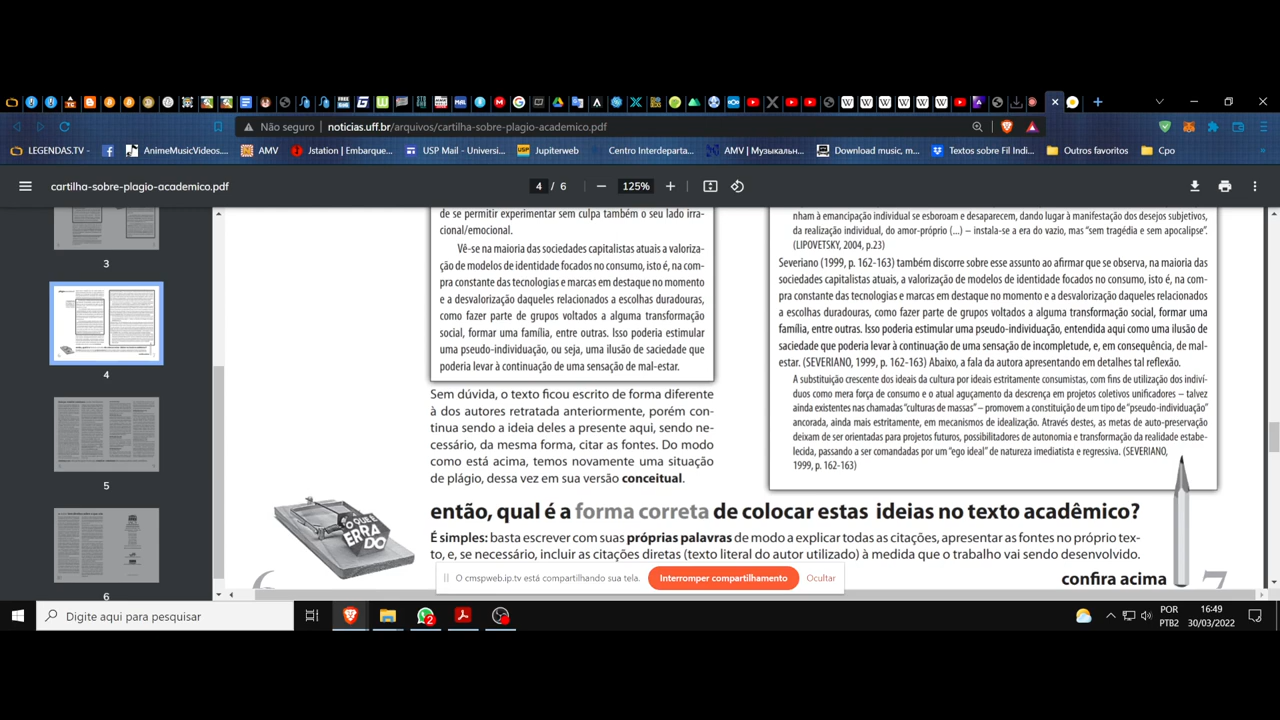 Não seguro noticias.uff.br/arquivos/cartilha-sobre-plagio-academico.pdf
LEGENDAS.TV AnimeMusicVideos... AMV Jstation | Embarque... USP Mail - Universi... Jupiterweb Centro Interdeparta... AMV | Музыкальн... Download music, m... Textos sobre Fil Indi... Outros favoritos Cpo
cartilha-sobre-plagio-academico.pdf 4 / 6 125%
3
4
5
6
de se permitir experimentar sem culpa também o seu lado irra-
cional/emocional.
Vê-se na maioria das sociedades capitalistas atuais a valoriza-
ção de modelos de identidade focados no consumo, isto é, na com-
pra constante das tecnologias e marcas em destaque no momento
e a desvalorização daqueles relacionados a escolhas duradouras,
como fazer parte de grupos voltados a alguma transformação
social, formar uma família, entre outras. Isso poderia estimular
uma pseudo-individuação, ou seja, uma ilusão de saciedade que
poderia levar à continuação de uma sensação de mal-estar.
Sem dúvida, o texto ficou escrito de forma diferente
à dos autores retratada anteriormente, porém con-
tinua sendo a ideia deles a presente aqui, sendo ne-
cessário, da mesma forma, citar as fontes. Do modo
como está acima, temos novamente uma situação
de plágio, dessa vez em sua versão conceitual.
nham à emancipação individual se esboroam e desaparecem, dando lugar à manifestação dos desejos subjetivos,
da realização individual, do amor-próprio (...) – instala-se a era do vazio, mas “sem tragédia e sem apocalipse”.
(LIPOVETSKY, 2004, p.23)
Severiano (1999, p. 162-163) também discorre sobre esse assunto ao afirmar que se observa, na maioria das
sociedades capitalistas atuais, a valorização de modelos de identidade focados no consumo, isto é, na com-
pra constante das tecnologias e marcas em destaque no momento e a desvalorização daqueles relacionados
a escolhas duradouras, como fazer parte de grupos voltados a alguma transformação social, formar uma
família, entre outras. Isso poderia estimular uma pseudo-individuação, entendida aqui como uma ilusão de
saciedade que poderia levar à continuação de uma sensação de incompletude, e, em consequência, de mal-
estar. (SEVERIANO, 1999, p. 162-163) Abaixo, a fala da autora apresentando em detalhes tal reflexão.
A substituição crescente dos ideais da cultura por ideais estritamente consumistas, com fins de utilização dos indiví-
duos como mera força de consumo e o atual aguçamento da descrença em projetos coletivos unificadores – talvez
ainda existentes nas chamadas “culturas de massas” – promovem a constituição de um tipo de “pseudo-individuação”
ancorada, ainda mais estritamente, em mecanismos de idealização. Através destes, as metas de auto-preservação
deixam de ser orientadas para projetos futuros, possibilitadores de autonomia e transformação da realidade estabe-
lecida, passando a ser comandadas por um “ego ideal” de natureza imediatista e regressiva. (SEVERIANO,
1999, p. 162-163)
O QUE É
ERRA
DO
então, qual é a forma correta de colocar estas ideias no texto acadêmico?
É simples: basta escrever com suas próprias palavras de modo a explicar todas as citações, apresentar as fontes no próprio tex-
to, e, se necessário, incluir as citações diretas (texto literal do autor utilizado) à medida que o trabalho vai sendo desenvolvido.
confira acima
7
O cmspweb.ip.tv está compartilhando sua tela. Interromper compartilhamento Ocultar
Digite aqui para pesquisar
2
POR
PTB2
16:49
30/03/2022